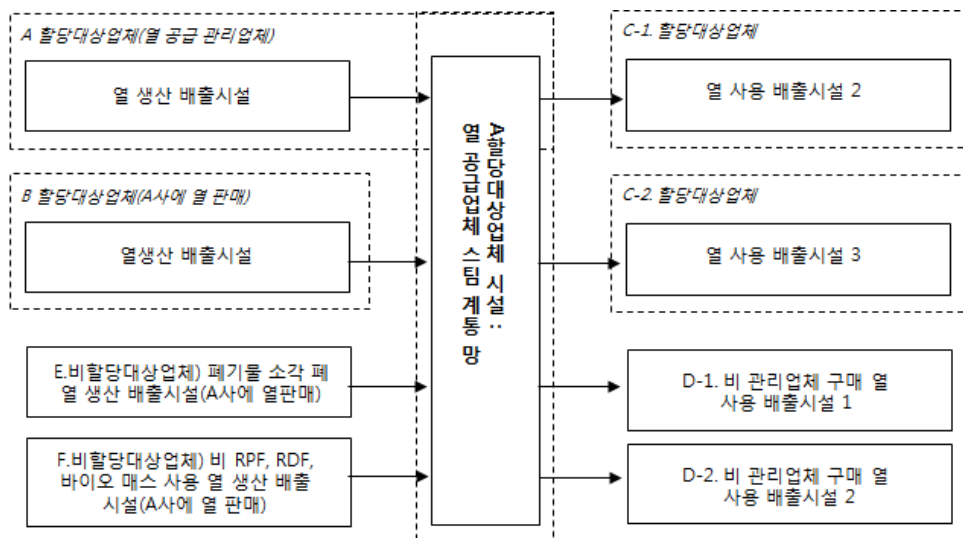 A 할당대상업체(열 공급 관리업체)
열 생산 배출시설
B 할당대상업체(A사에 열 판매)
열생산 배출시설
E.비할당대상업체) 폐기물 소각 폐
열 생산 배출시설(A사에 열판매)
F.비할당대상업체) 비 RPF, RDF,
바이오 매스 사용 열 생산 배출
시설(A사에 열 판매)
A할당대상업체 시설:
열 공급업체 스팀 계통 망
C-1. 할당대상업체
열 사용 배출시설 2
C-2. 할당대상업체
열 사용 배출시설 3
D-1. 비 관리업체 구매 열
사용 배출시설 1
D-2. 비 관리업체 구매 열
사용 배출시설 2